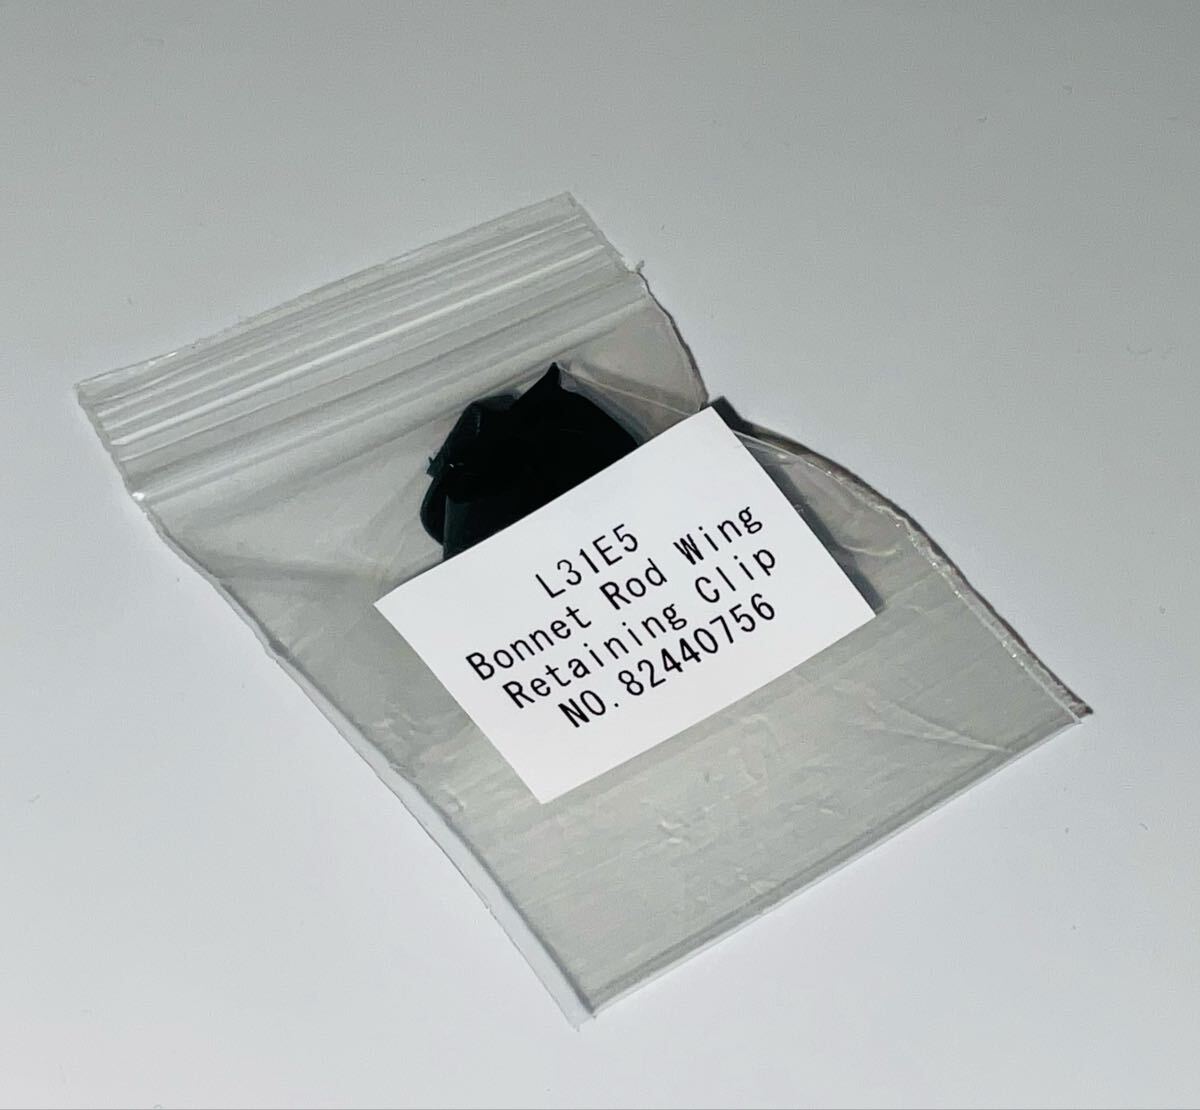 L31E5
Bonnet Rod Wing
Retaining Clip
NO.82440756